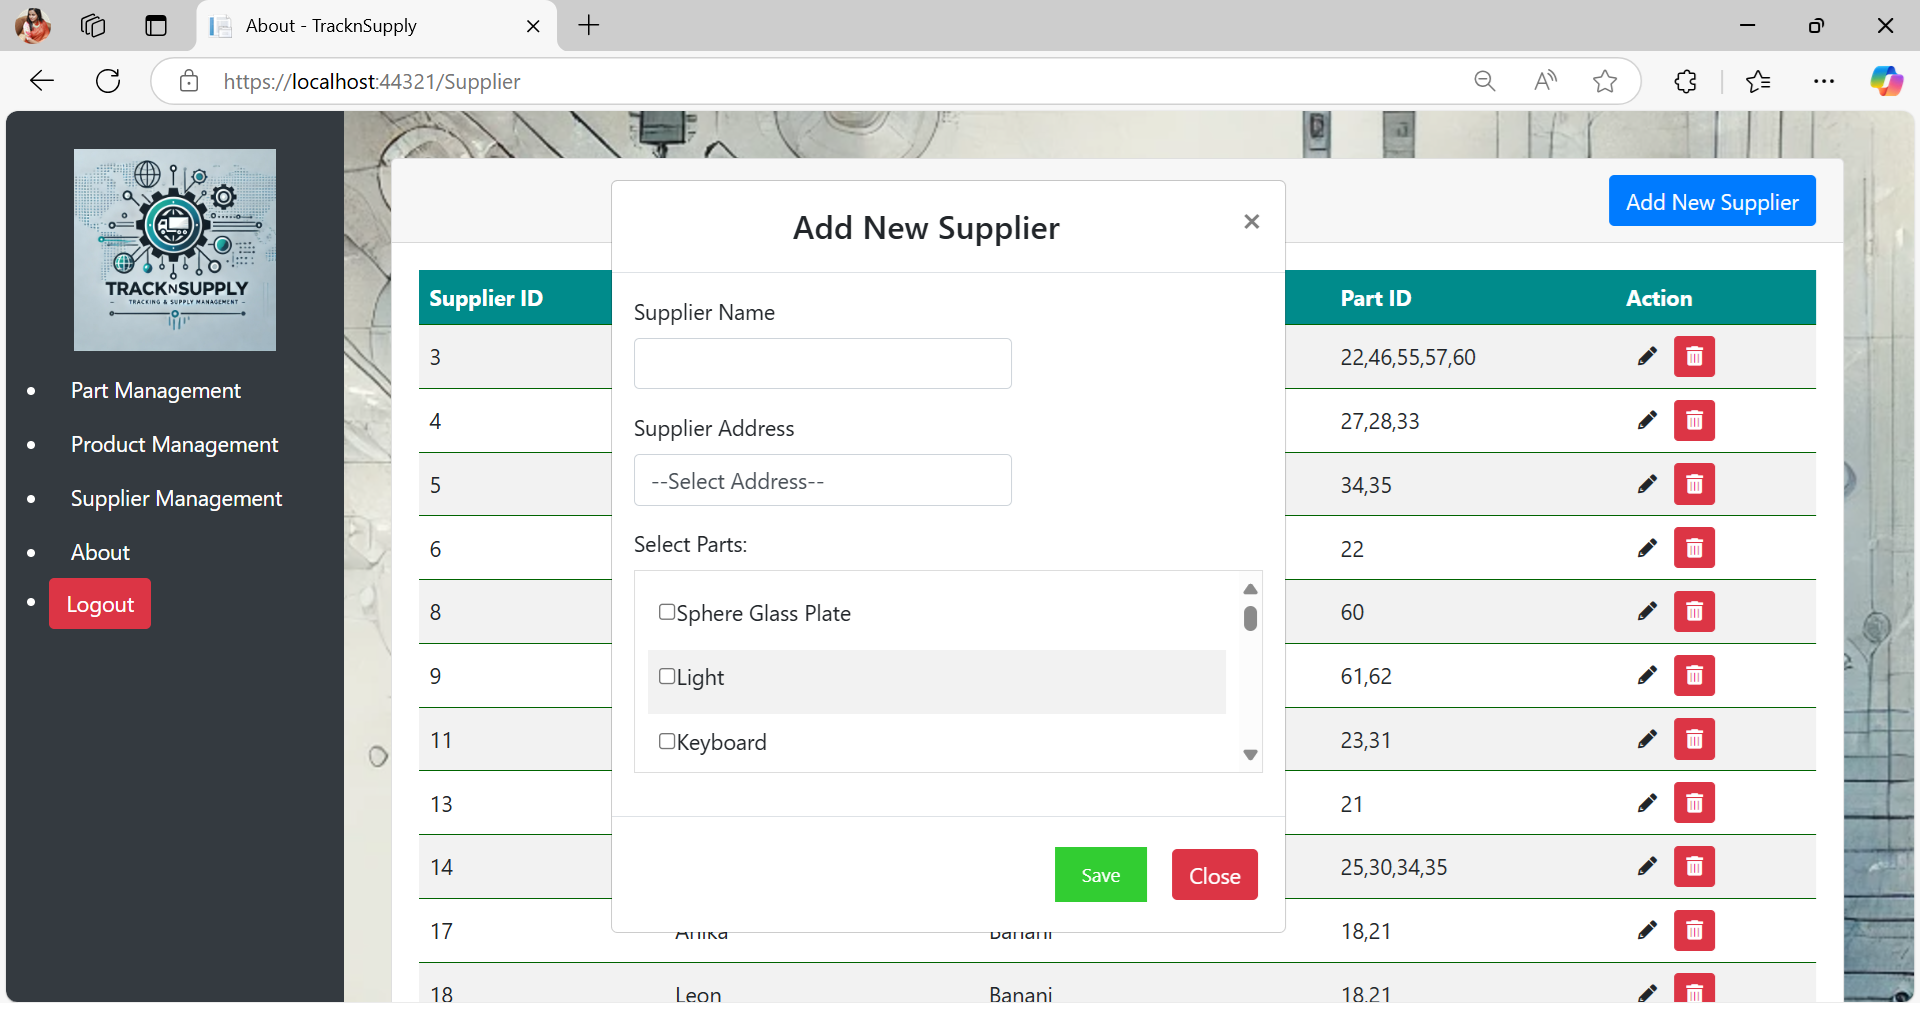 About - TracknSupply
https://localhost:44321/Supplier
TRACKNSUPPLY
- TRACKING & SUPPLY MANAGEMENT -
Part Management
Product Management
Supplier Management
About
Logout
Add New Supplier
Add New Supplier
×
Supplier Name
Supplier Address
--Select Address--
Select Parts:
Sphere Glass Plate
Light
Keyboard
Save
Close
Supplier ID Part ID Action
3 22,46,55,57,60
4 27,28,33
5 34,35
6 22
8 60
9 61,62
11 23,31
13 21
14 25,30,34,35
17 Anika Banani 18,21
18 Leon Banani 18,21